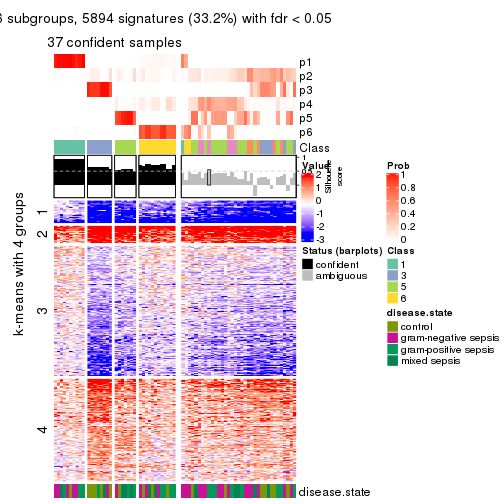 6 subgroups, 5894 signatures (33.2%) with fdr < 0.05
37 confident samples
p1
p2
p3
p4
p5
p6
Class
Silhouette
score
1
Value
2
1
0
-1
-2
-3
Prob
1
0.8
0.6
0.4
0.2
0
k-means with 4 groups
1
2
3
4
Status (barplots)
confident
ambiguous
Class
1
3
5
6
disease.state
control
gram-negative sepsis
gram-positive sepsis
mixed sepsis
disease.state